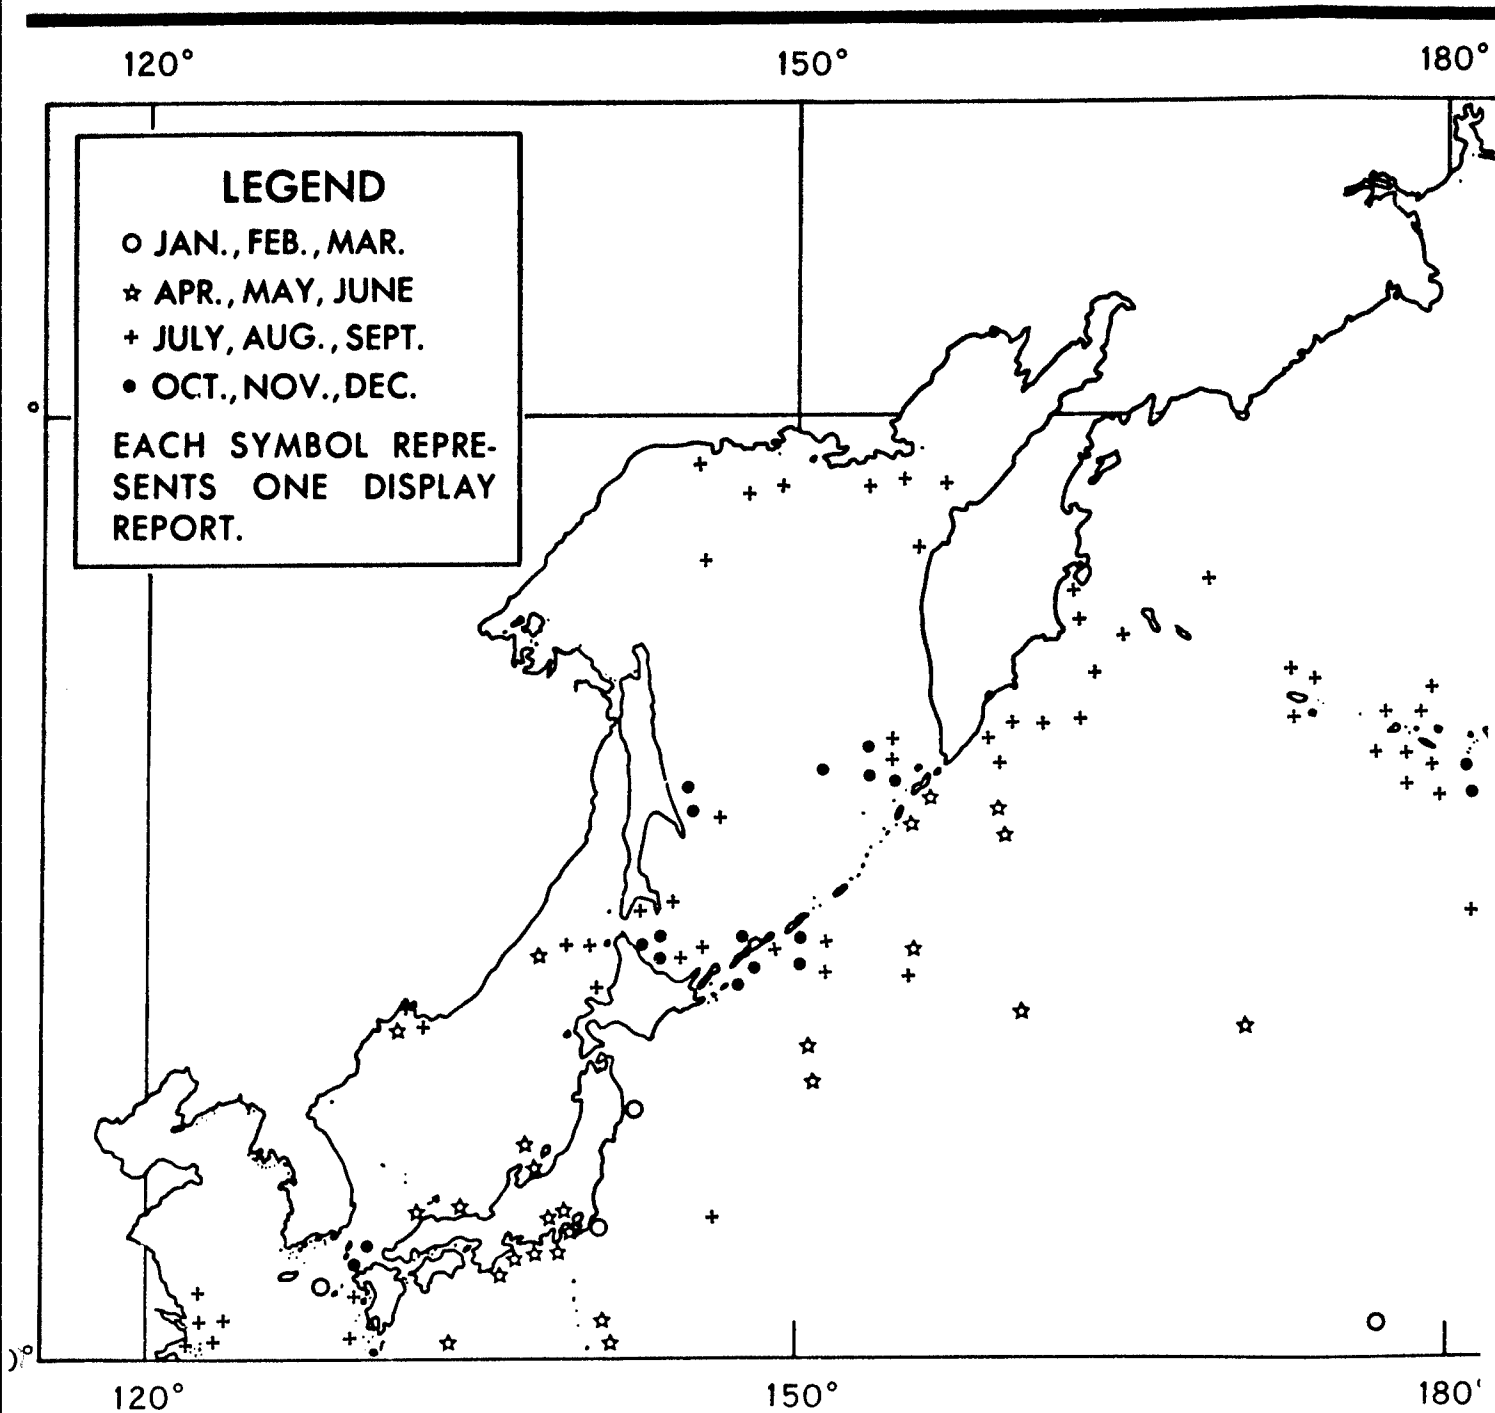 120° 150° 180°
LEGEND
○ JAN., FEB., MAR.
☆ APR., MAY, JUNE
+ JULY, AUG., SEPT.
● OCT., NOV., DEC.
EACH SYMBOL REPRE-
SENTS ONE DISPLAY
REPORT.
°
)°
120° 150° 180'